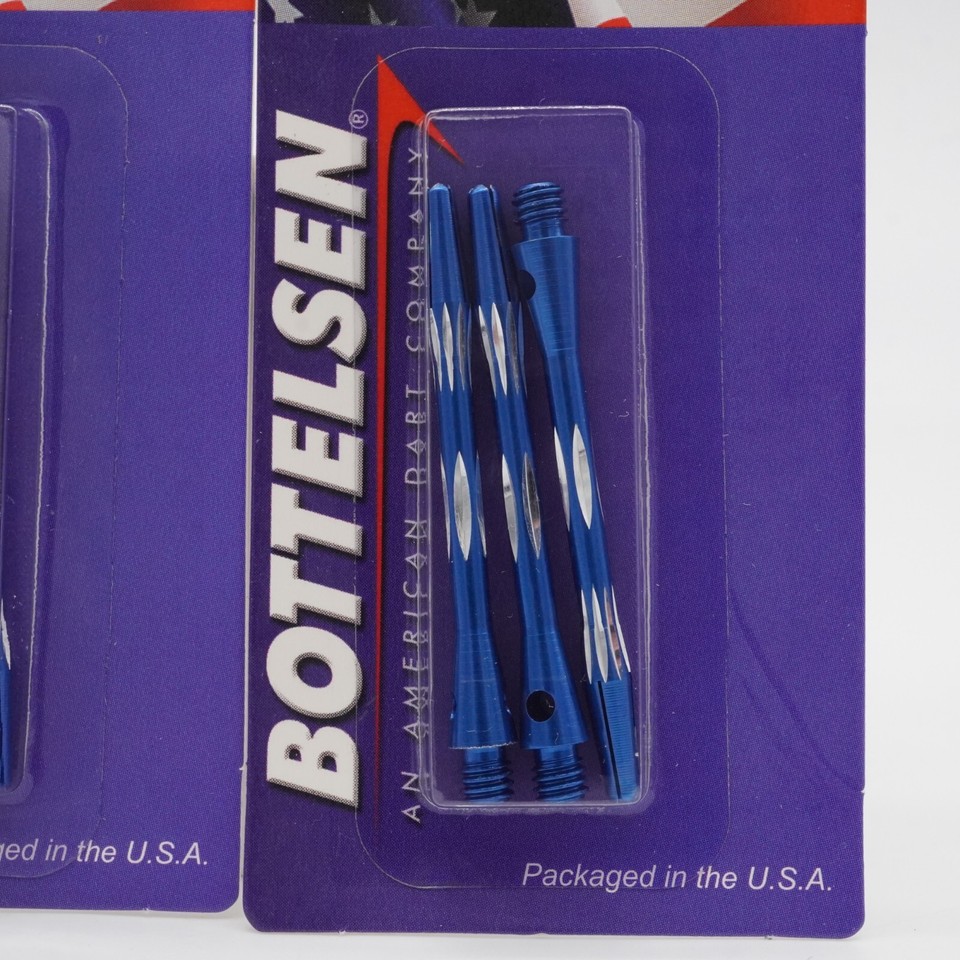 BOTTELSEN®
AN AMERICAN DART COMPANY
ged in the U.S.A.
Packaged in the U.S.A.